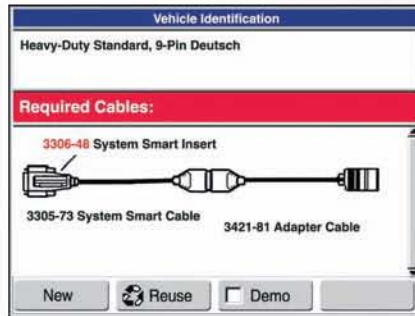 Vehicle Identification
Heavy-Duty Standard, 9-Pin Deutsch
Required Cables:
3306-48 System Smart Insert
3305-73 System Smart Cable
3421-81 Adapter Cable
New
Reuse
Demo